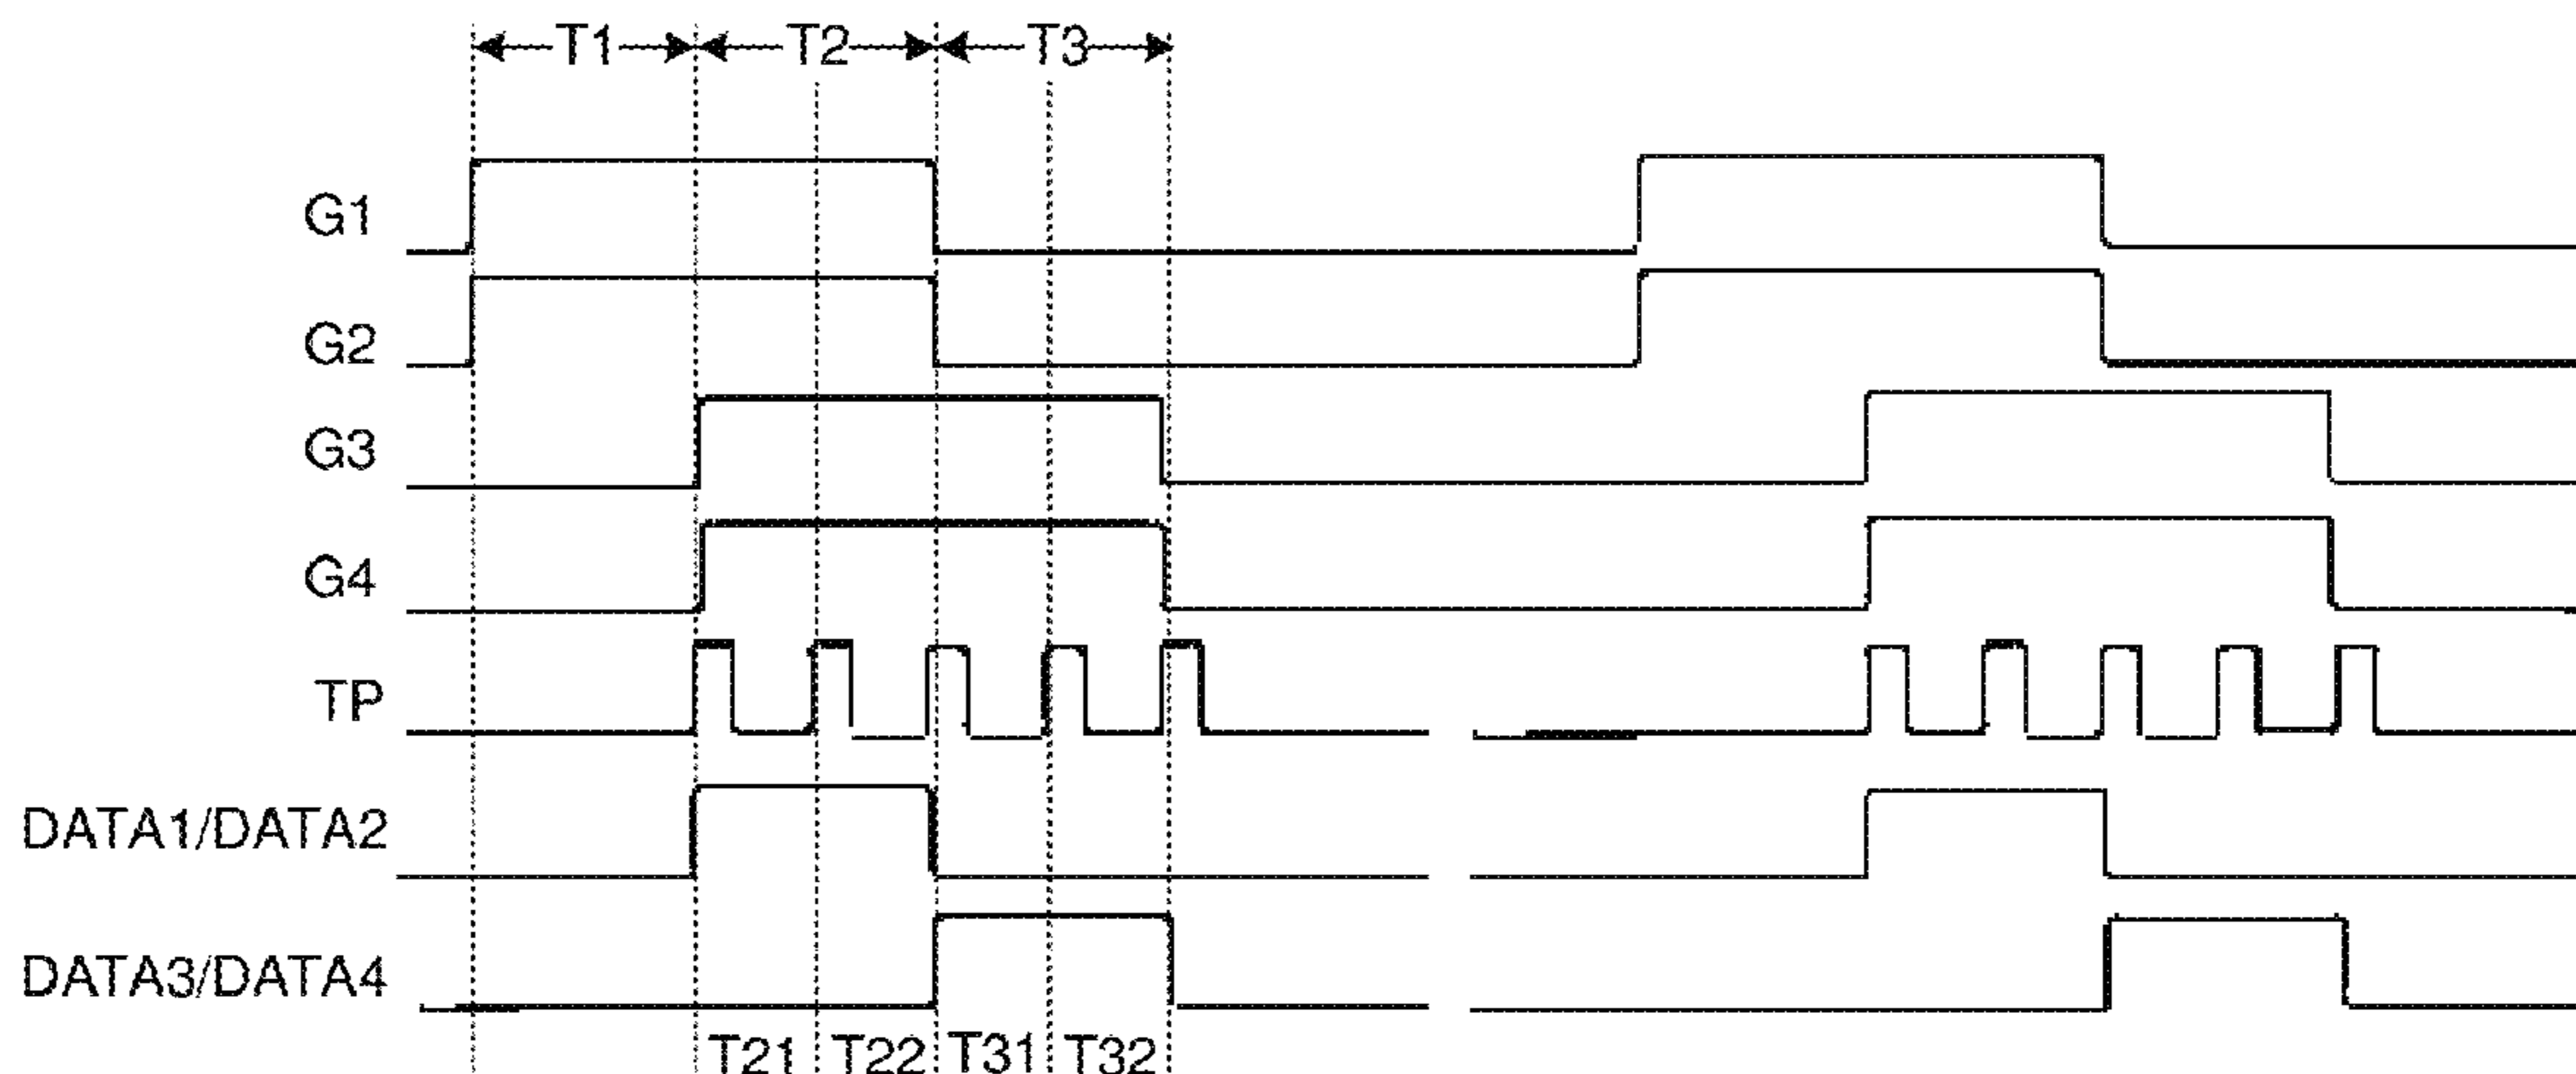 T1 T2 T3
G1
G2
G3
G4
TP
DATA1/DATA2
DATA3/DATA4
T21 T22 T31 T32